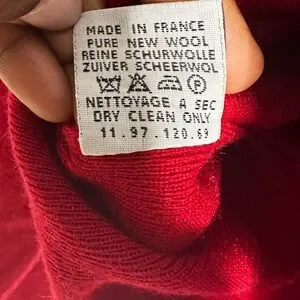 MADE IN FRANCE
PURE NEW WOOL
REINE SCHURWOLLE
ZUIVER SCHEERWOL
P
NETTOYAGE A SEC
DRY CLEAN ONLY
11.97.120.69